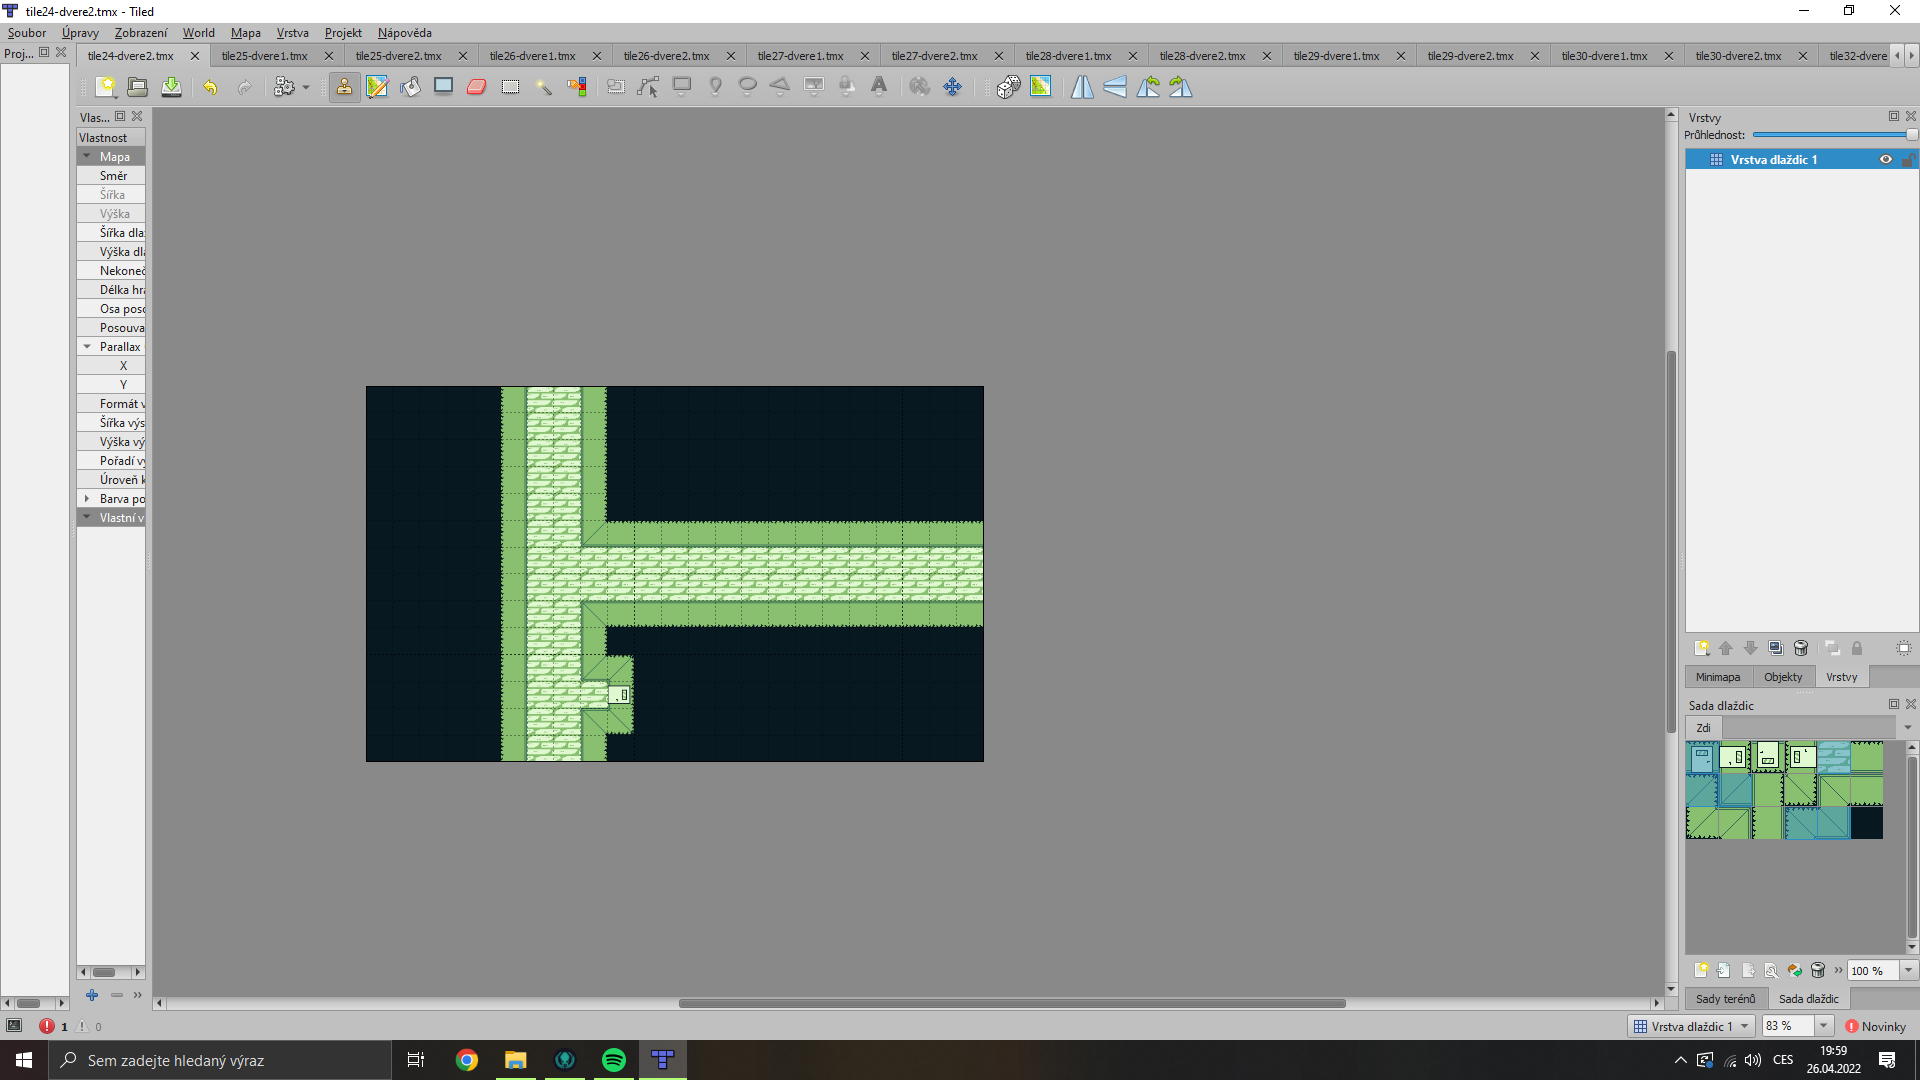 tile24-dvere2.tmx - Tiled
Soubor Úpravy Zobrazení World Mapa Vrstva Projekt Nápověda
Proj... tile24-dvere2.tmx tile25-dvere1.tmx tile25-dvere2.tmx tile26-dvere1.tmx tile26-dvere2.tmx tile27-dvere1.tmx tile27-dvere2.tmx tile28-dvere1.tmx tile28-dvere2.tmx tile29-dvere1.tmx tile29-dvere2.tmx tile30-dvere1.tmx tile30-dvere2.tmx tile32-dvere
Vlas...
Vlastnost
Mapa
Směr
Šířka
Výška
Šířka dla
Výška dl
Nekoneč
Délka hr
Osa poso
Posouva
Parallax
X
Y
Formát v
Šířka výs
Výška vý
Pořadí v
Úroveň k
Barva po
Vlastní v
Vrstvy
Průhlednost:
Vrstva dlaždic 1
Minimapa Objekty Vrstvy
Sada dlaždic
Zdi
100 %
Sady terénů Sada dlaždic
1 0
Vrstva dlaždic 1 83 % Novinky
Sem zadejte hledaný výraz
CES
19:59
26.04.2022